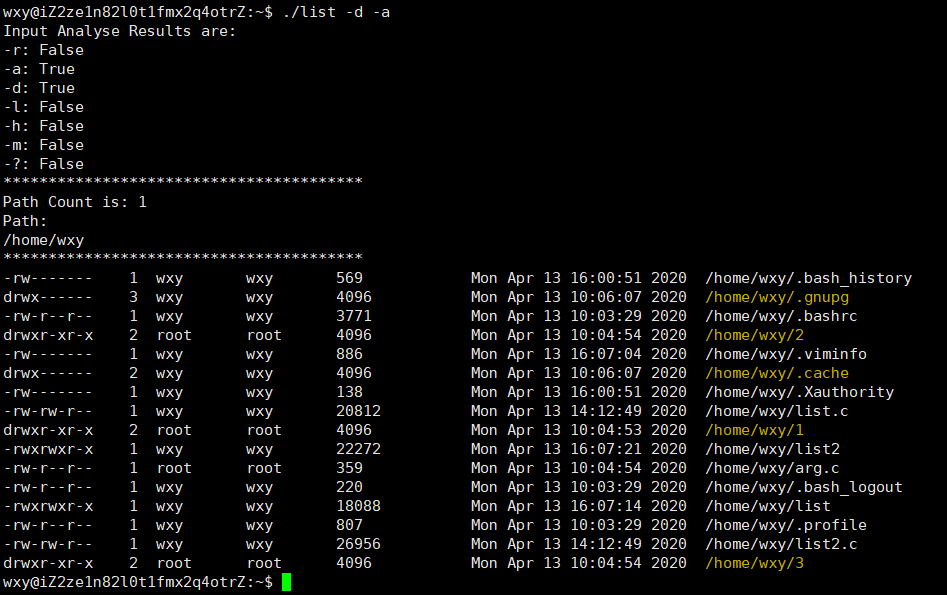 wxy@iZ2ze1n82l0t1fmx2q4otrZ:~$ ./list -d -a
Input Analyse Results are:
-r: False
-a: True
-d: True
-l: False
-h: False
-m: False
-?: False
****************************************
Path Count is: 1
Path:
/home/wxy
****************************************
-rw------- 1 wxy wxy 569 Mon Apr 13 16:00:51 2020 /home/wxy/.bash_history
drwx------ 3 wxy wxy 4096 Mon Apr 13 10:06:07 2020 /home/wxy/.gnupg
-rw-r--r-- 1 wxy wxy 3771 Mon Apr 13 10:03:29 2020 /home/wxy/.bashrc
drwxr-xr-x 2 root root 4096 Mon Apr 13 10:04:54 2020 /home/wxy/2
-rw------- 1 wxy wxy 886 Mon Apr 13 16:07:04 2020 /home/wxy/.viminfo
drwx------ 2 wxy wxy 4096 Mon Apr 13 10:06:07 2020 /home/wxy/.cache
-rw------- 1 wxy wxy 138 Mon Apr 13 16:00:51 2020 /home/wxy/.Xauthority
-rw-rw-r-- 1 wxy wxy 20812 Mon Apr 13 14:12:49 2020 /home/wxy/list.c
drwxr-xr-x 2 root root 4096 Mon Apr 13 10:04:53 2020 /home/wxy/1
-rwxrwxr-x 1 wxy wxy 22272 Mon Apr 13 16:07:21 2020 /home/wxy/list2
-rw-r--r-- 1 root root 359 Mon Apr 13 10:04:54 2020 /home/wxy/arg.c
-rw-r--r-- 1 wxy wxy 220 Mon Apr 13 10:03:29 2020 /home/wxy/.bash_logout
-rwxrwxr-x 1 wxy wxy 18088 Mon Apr 13 16:07:14 2020 /home/wxy/list
-rw-r--r-- 1 wxy wxy 807 Mon Apr 13 10:03:29 2020 /home/wxy/.profile
-rw-rw-r-- 1 wxy wxy 26956 Mon Apr 13 14:12:49 2020 /home/wxy/list2.c
drwxr-xr-x 2 root root 4096 Mon Apr 13 10:04:54 2020 /home/wxy/3
wxy@iZ2ze1n82l0t1fmx2q4otrZ:~$